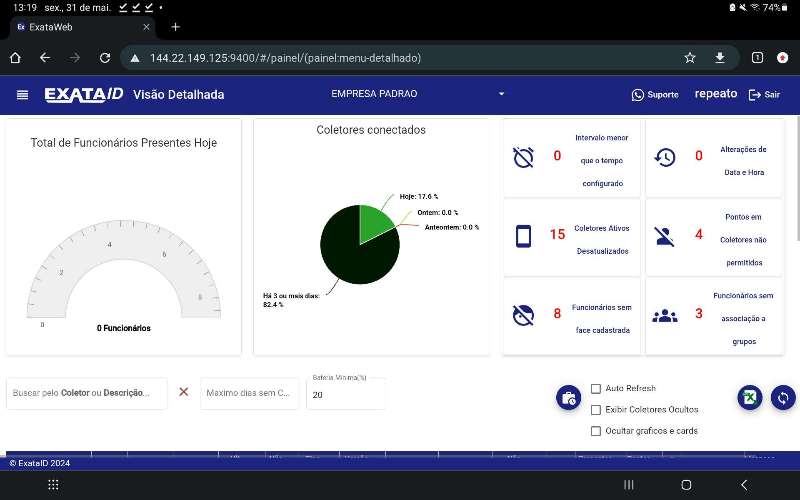 13:19 sex., 31 de mai.
74%
Ex ExataWeb
144.22.149.125:9400/#/painel/(painel:menu-detalhado)
1
EXATAID Visão Detalhada
EMPRESA PADRAO
Suporte
repeato
Sair
Total de Funcionários Presentes Hoje
0
2
4
6
8
0 Funcionários
Coletores conectados
Hoje: 17.6 %
Ontem: 0.0 %
Anteontem: 0.0 %
Há 3 ou mais dias:
82.4 %
0
Intervalo menor
que o tempo
configurado
0
Alterações de
Data e Hora
15
Coletores Ativos
Desatualizados
4
Pontos em
Coletores não
permitidos
8
Funcionários sem
face cadastrada
3
Funcionários sem
associação a
grupos
Buscar pelo Coletor ou Descrição...
Maximo dias sem C...
Bateria Mínima(%)
20
Auto Refresh
Exibir Coletores Ocultos
Ocultar graficos e cards
© ExataID 2024